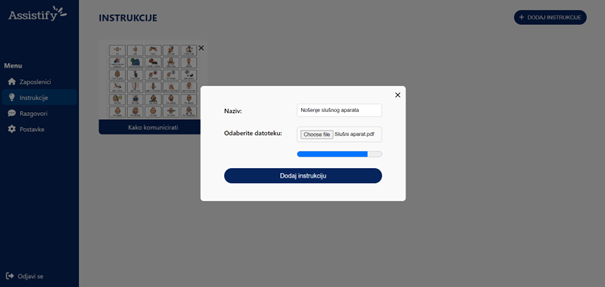 Assistify
INSTRUKCIJE
+ DODAJ INSTRUKCIJE
Menu
Zaposlenici
Instrukcije
Razgovori
Postavke
Kako komunicirati
Naziv:
Nošenje slušnog aparata
Odaberite datoteku:
Choose file
Slušni aparat.pdf
Dodaj instrukciju
Odjavi se